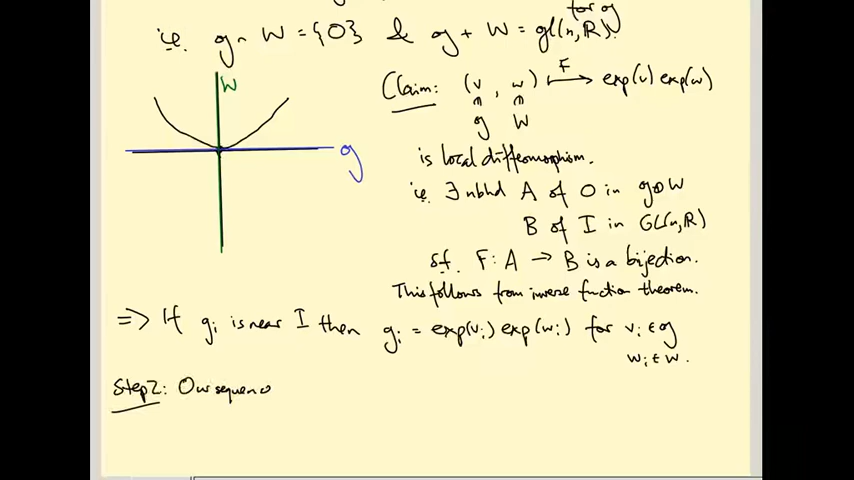 for g
i.e. g ∩ W = {0} & g + W = gl(n,R).
W
g
Claim: (v, w) ⟼ exp(v) exp(w)
F
∩ ∩
g W
is local diffeomorphism.
i.e. ∃ nbhd A of 0 in g⊕W
B of I in GL(n,R)
s.t. F: A → B is a bijection.
This follows from inverse function theorem.
⟹ If gi is near I then gi = exp(vi) exp(wi) for vi ∈ g
wi ∈ W.
Step 2: Our sequenc